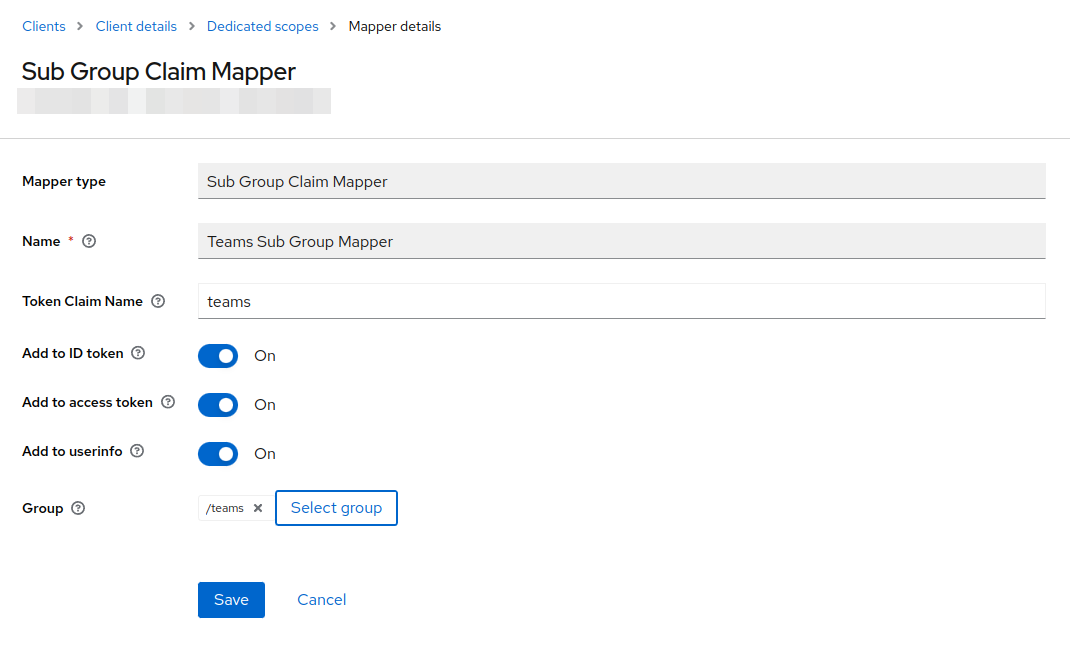 Clients > Client details > Dedicated scopes > Mapper details
Sub Group Claim Mapper
Mapper type Sub Group Claim Mapper
Name * Teams Sub Group Mapper
Token Claim Name teams
Add to ID token On
Add to access token On
Add to userinfo On
Group /teams Select group
Save Cancel